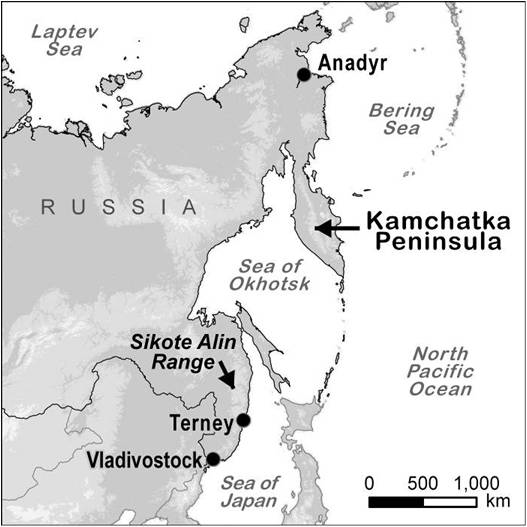 Laptev
Sea
Anadyr
Bering
Sea
RUSSIA
Kamchatka
Peninsula
Sea of
Okhotsk
Sikote Alin
Range
North
Pacific
Ocean
Terney
Vladivostock
Sea of
Japan
0 500 1,000
km